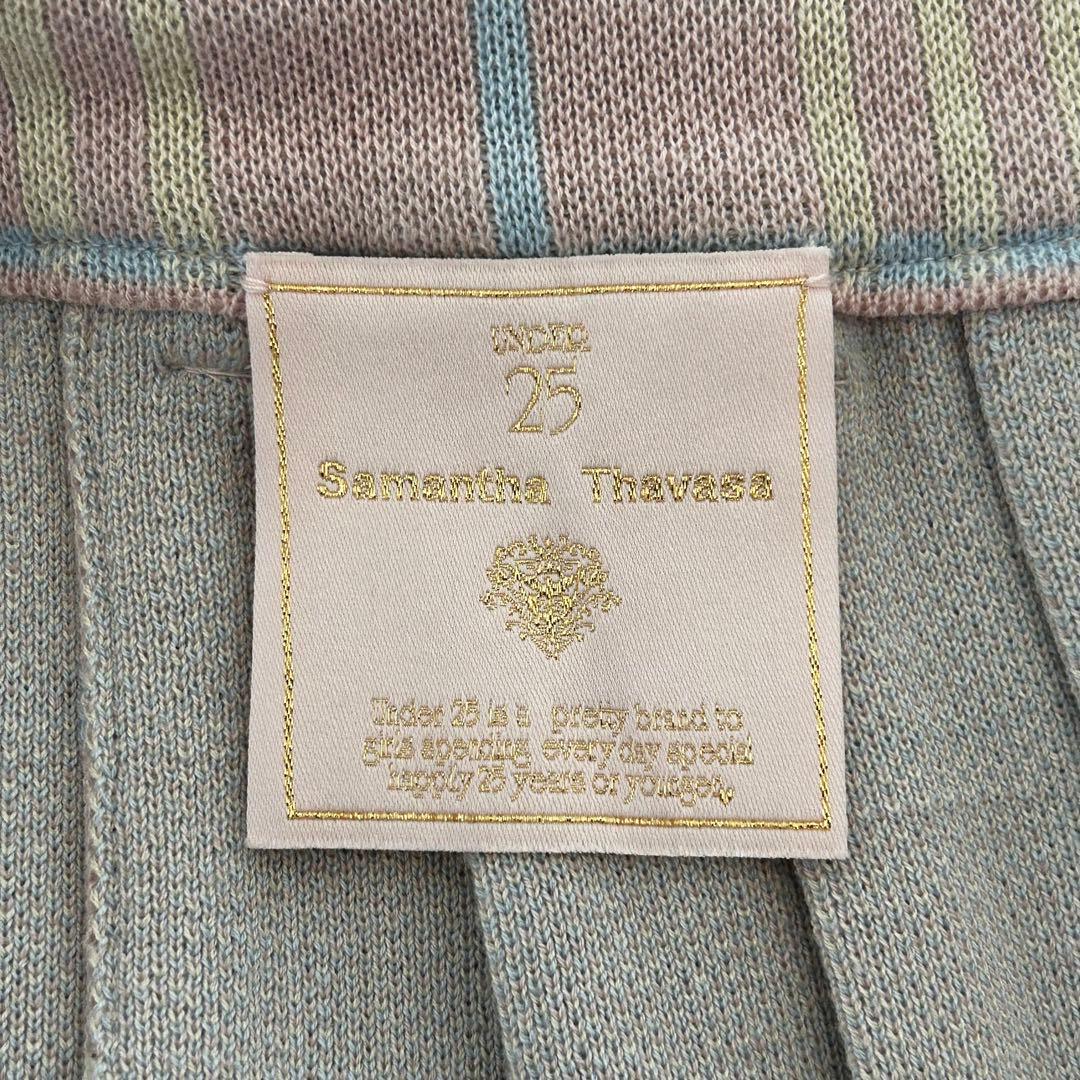 UNDER
25
Samantha Thavasa
Under 25 is a pretty brand to
girls spending every day special
happly 25 years or younger.